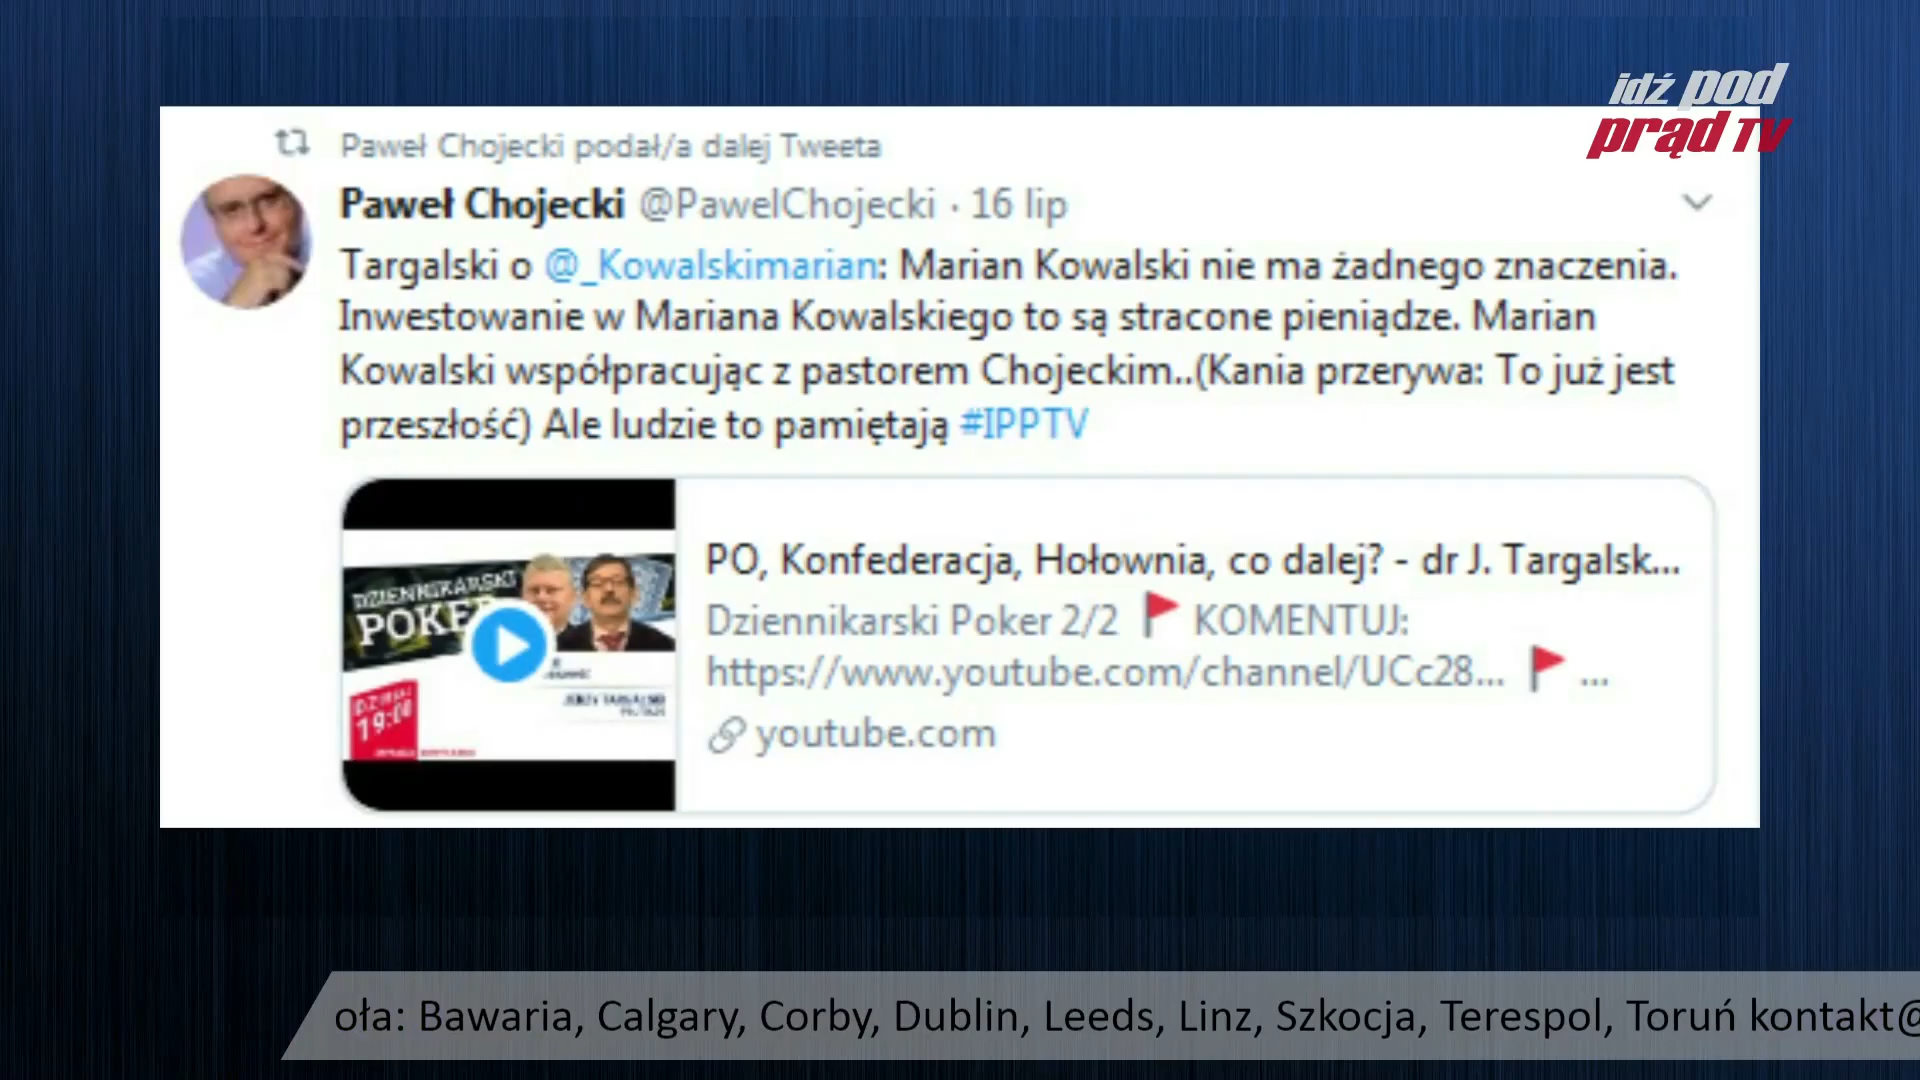 idź pod
prąd TV
Paweł Chojecki podał/a dalej Tweeta
Paweł Chojecki @PawelChojecki · 16 lip
Targalski o @_Kowalskimarian: Marian Kowalski nie ma żadnego znaczenia.
Inwestowanie w Mariana Kowalskiego to są stracone pieniądze. Marian
Kowalski współpracując z pastorem Chojeckim..(Kania przerywa: To już jest
przeszłość) Ale ludzie to pamiętają #IPPTV
DZIENNIKARSKI
POKER
19:00
JERZY TARGALSKI
PO, Konfederacja, Hołownia, co dalej? - dr J. Targalsk...
Dziennikarski Poker 2/2 🚩 KOMENTUJ:
https://www.youtube.com/channel/UCc28... 🚩 ...
youtube.com
oła: Bawaria, Calgary, Corby, Dublin, Leeds, Linz, Szkocja, Terespol, Toruń kontakt@